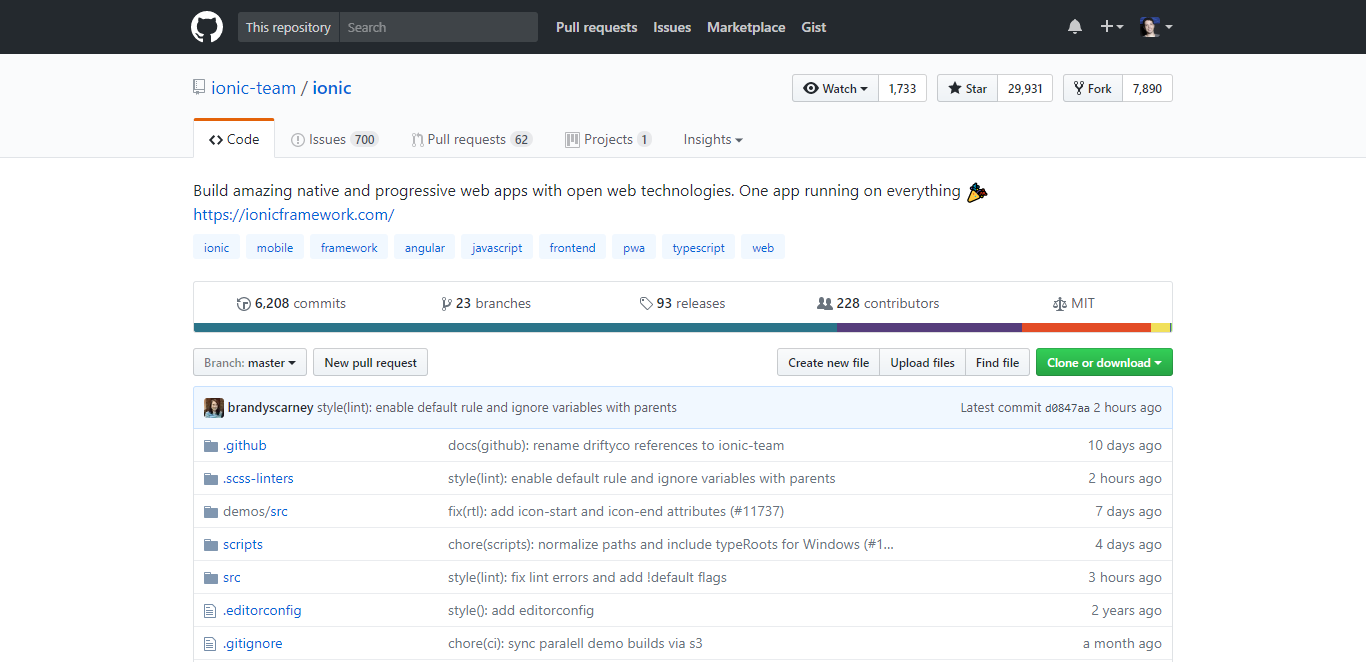 This repository Search Pull requests Issues Marketplace Gist
ionic-team / ionic Watch 1,733 Star 29,931 Fork 7,890
Code Issues 700 Pull requests 62 Projects 1 Insights
Build amazing native and progressive web apps with open web technologies. One app running on everything
https://ionicframework.com/
ionic mobile framework angular javascript frontend pwa typescript web
6,208 commits 23 branches 93 releases 228 contributors MIT
Branch: master New pull request Create new file Upload files Find file Clone or download
brandyscarney style(lint): enable default rule and ignore variables with parents Latest commit d0847aa 2 hours ago
.github docs(github): rename driftyco references to ionic-team 10 days ago
.scss-linters style(lint): enable default rule and ignore variables with parents 2 hours ago
demos/src fix(rtl): add icon-start and icon-end attributes (#11737) 7 days ago
scripts chore(scripts): normalize paths and include typeRoots for Windows (#1... 4 days ago
src style(lint): fix lint errors and add !default flags 3 hours ago
.editorconfig style(): add editorconfig 2 years ago
.gitignore chore(ci): sync paralell demo builds via s3 a month ago